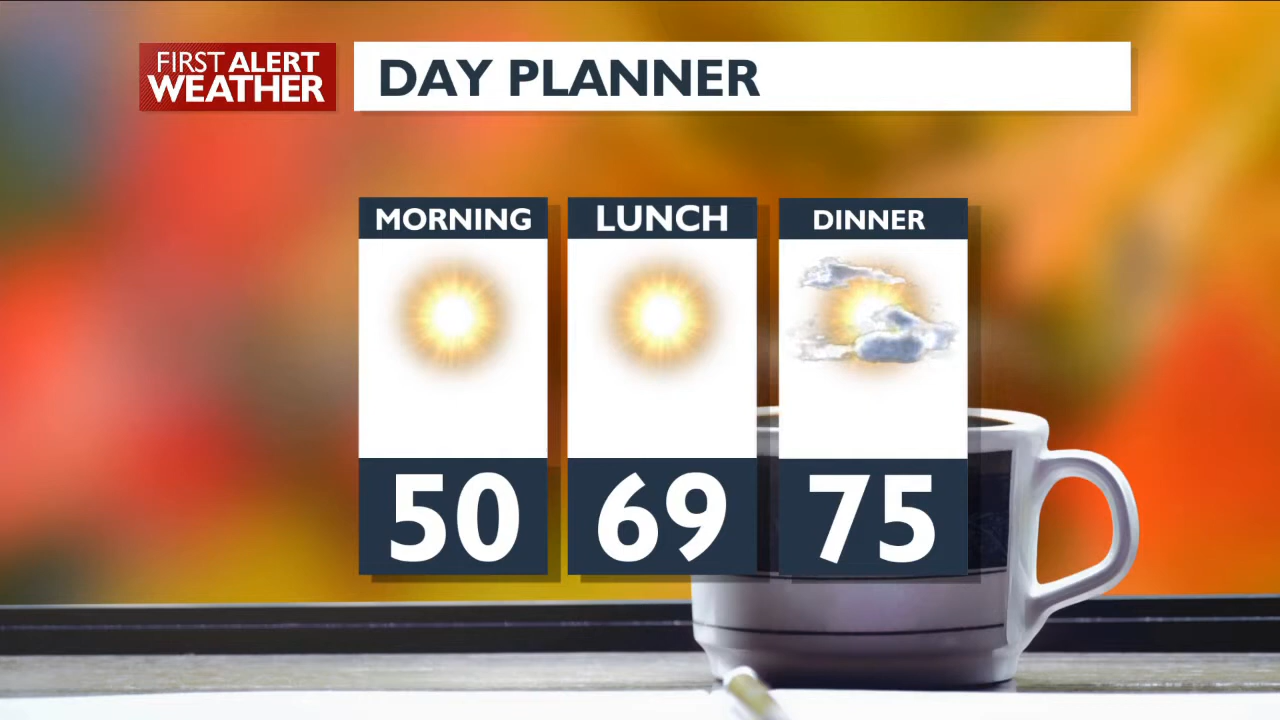 FIRST ALERT
WEATHER
DAY PLANNER
MORNING
LUNCH
DINNER
50
69
75